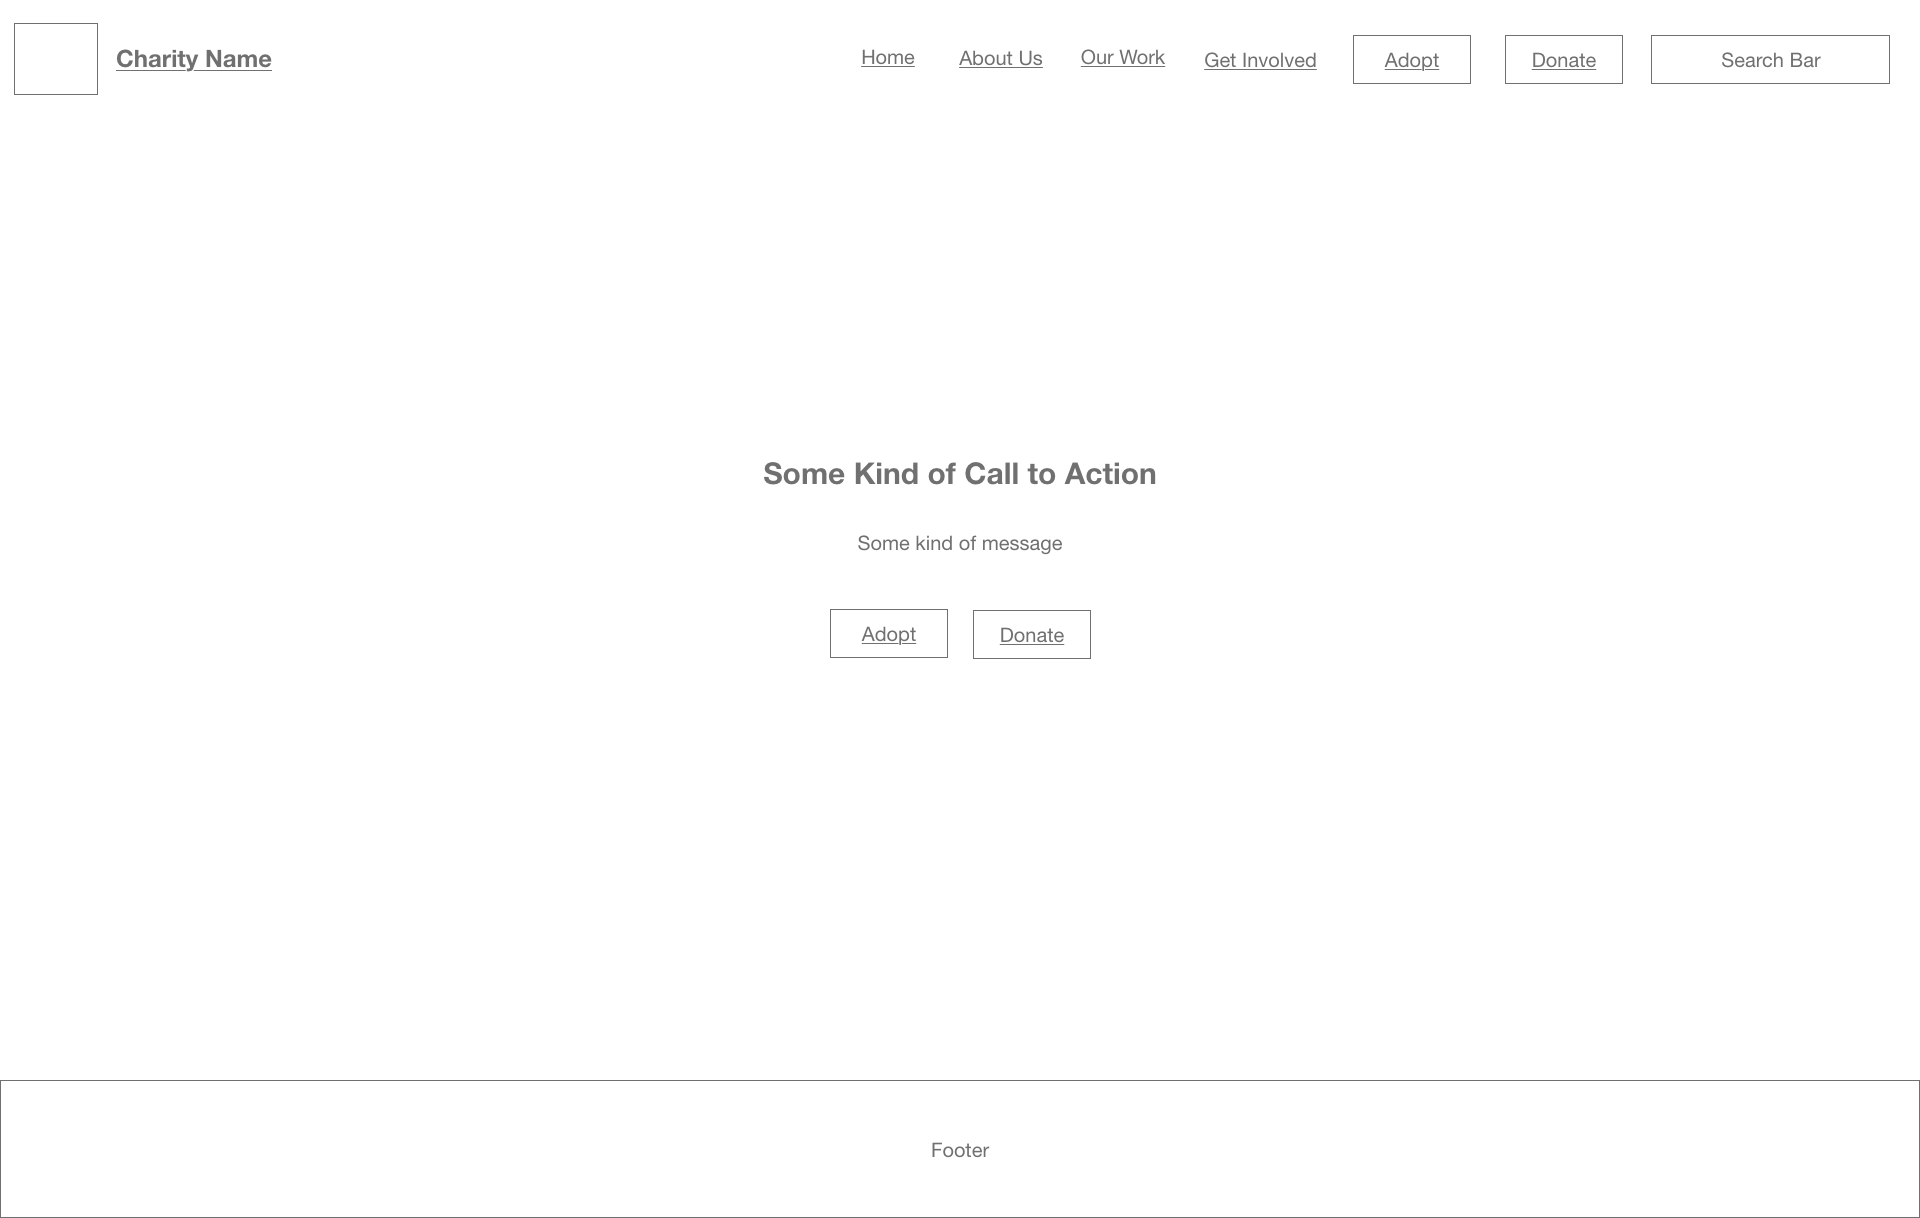 Charity Name
Home About Us Our Work Get Involved Adopt Donate Search Bar
Some Kind of Call to Action
Some kind of message
Adopt Donate
Footer